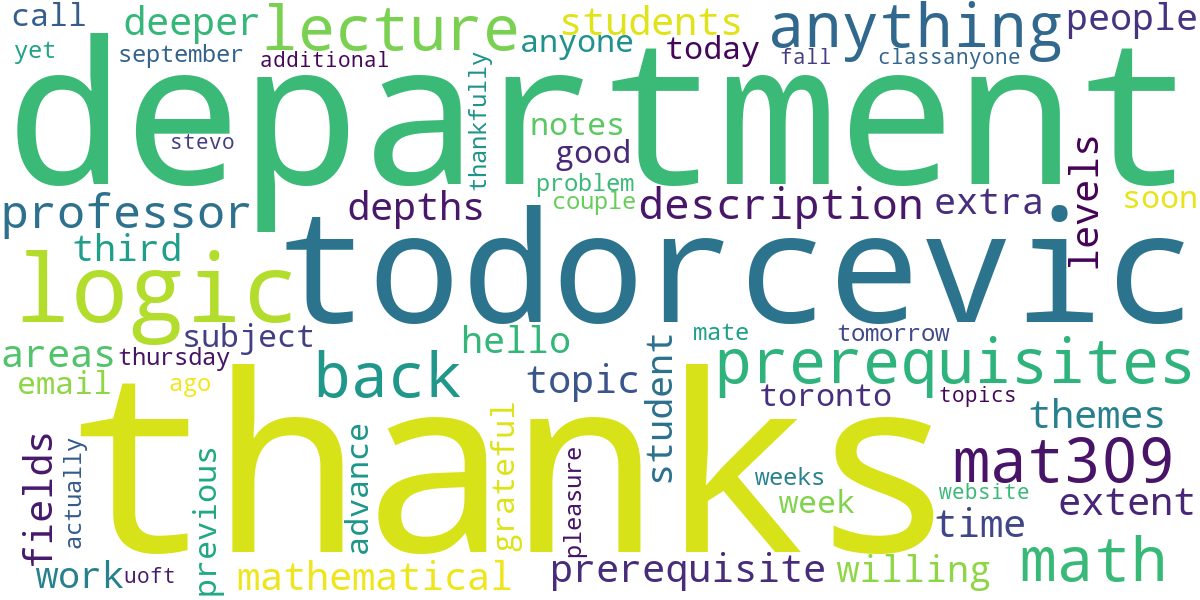 call
deeper
lecture
students
anything
people
yet
september
additional
anyone
today
fall
classanyone
department
thankfully
stevo
notes
good
problem
couple
levels
professor
depths
description
extra
soon
third
logic
todorcevic
subject
hello
mate
tomorrow
areas
thursday
back
topic
student
prerequisites
email
ago
toronto
topics
themes
thanks
fields
actually
previous
advance
grateful
pleasure
weeks
week
mat309
website
extent
time
work
uoft
mathematical
prerequisite
willing
math